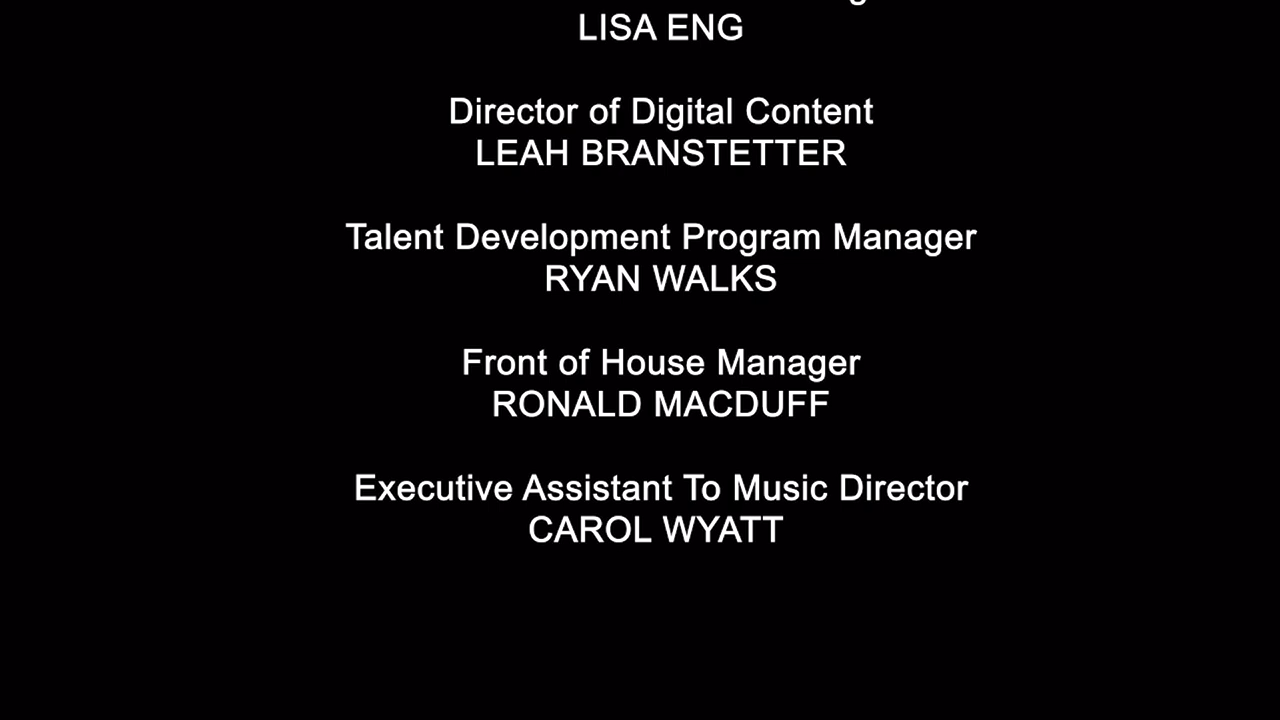 LISA ENG
Director of Digital Content
LEAH BRANSTETTER
Talent Development Program Manager
RYAN WALKS
Front of House Manager
RONALD MACDUFF
Executive Assistant To Music Director
CAROL WYATT